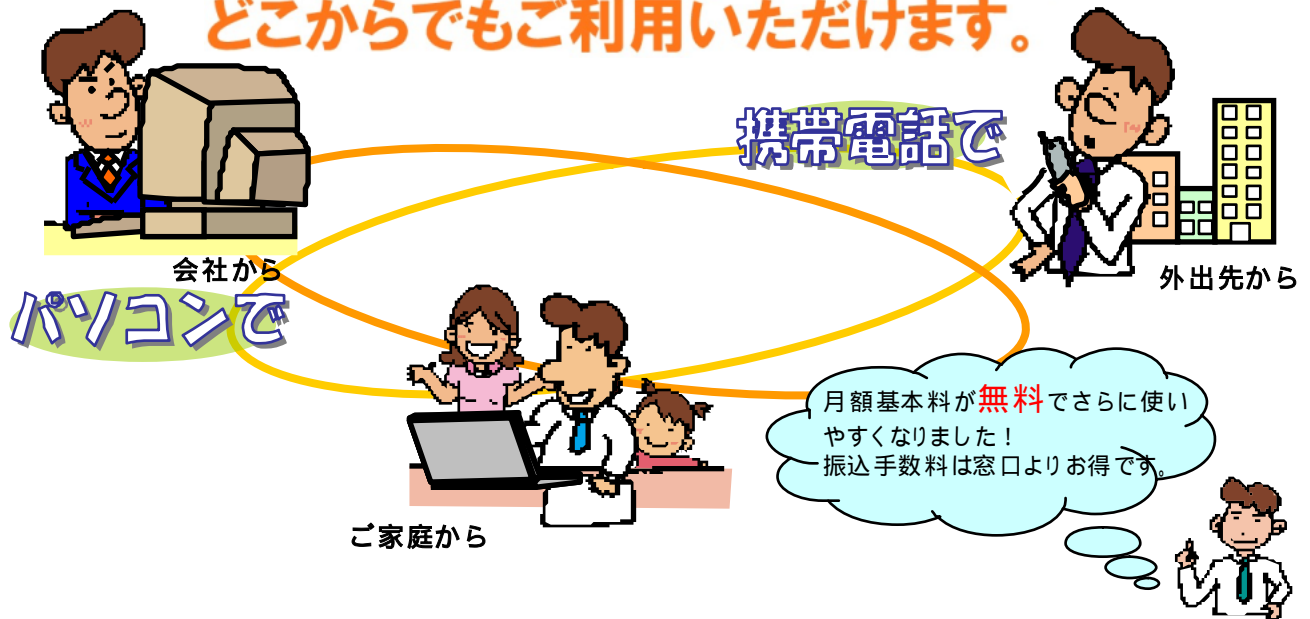 どこからでもご利用いただけます。
携帯電話で
会社から
外出先から
パソコンで
月額基本料が無料でさらに使い
やすくなりました！
振込手数料は窓口よりお得です。
ご家庭から